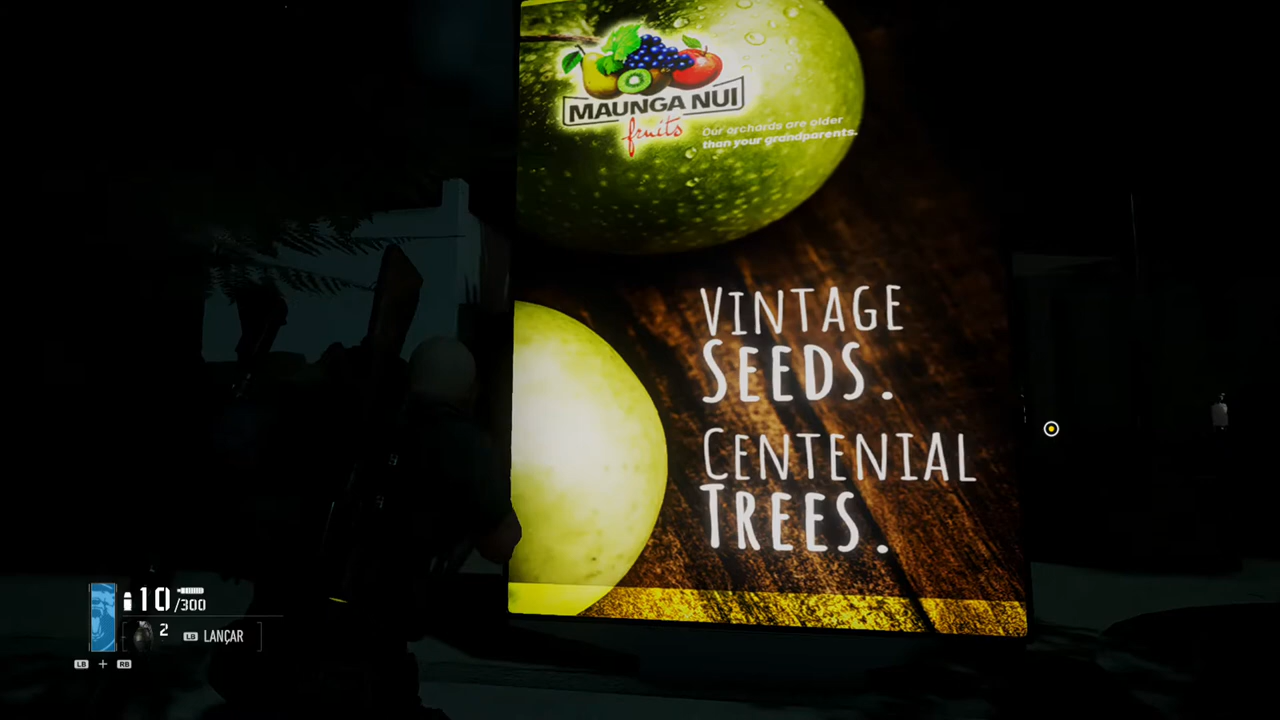 MAUNGA NUI
fruits
Our orchards are older
than your grandparents.
VINTAGE
SEEDS.
CENTENIAL
TREES.
10/300
2 LB LANÇAR
LB + RB